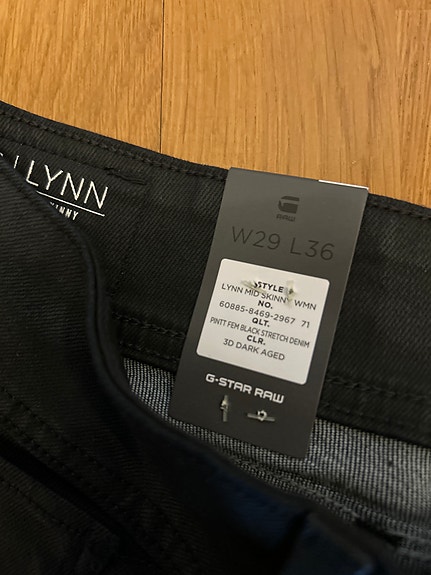 LYNN
RAW
W29 L36
STYLE
LYNN MID SKINNY WMN
NO.
60885-8469-2967 71
QLT.
PINTT FEM BLACK STRETCH DENIM
CLR.
3D DARK AGED
G-STAR RAW